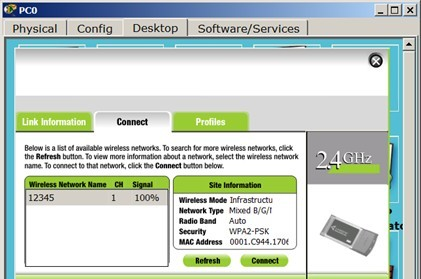 PC0
Physical Config Desktop Software/Services
Link Information Connect Profiles
Below is a list of available wireless networks. To search for more wireless networks, click
the Refresh button. To view more information about a network, select the wireless network
name. To connect to that network, click the Connect button below.
2.4GHz
Wireless Network Name CH Signal
12345 1 100%
Site Information
Wireless Mode Infrastructu
Network Type Mixed B/G/
Radio Band Auto
Security WPA2-PSK
MAC Address 0001.C944.170
Refresh Connect